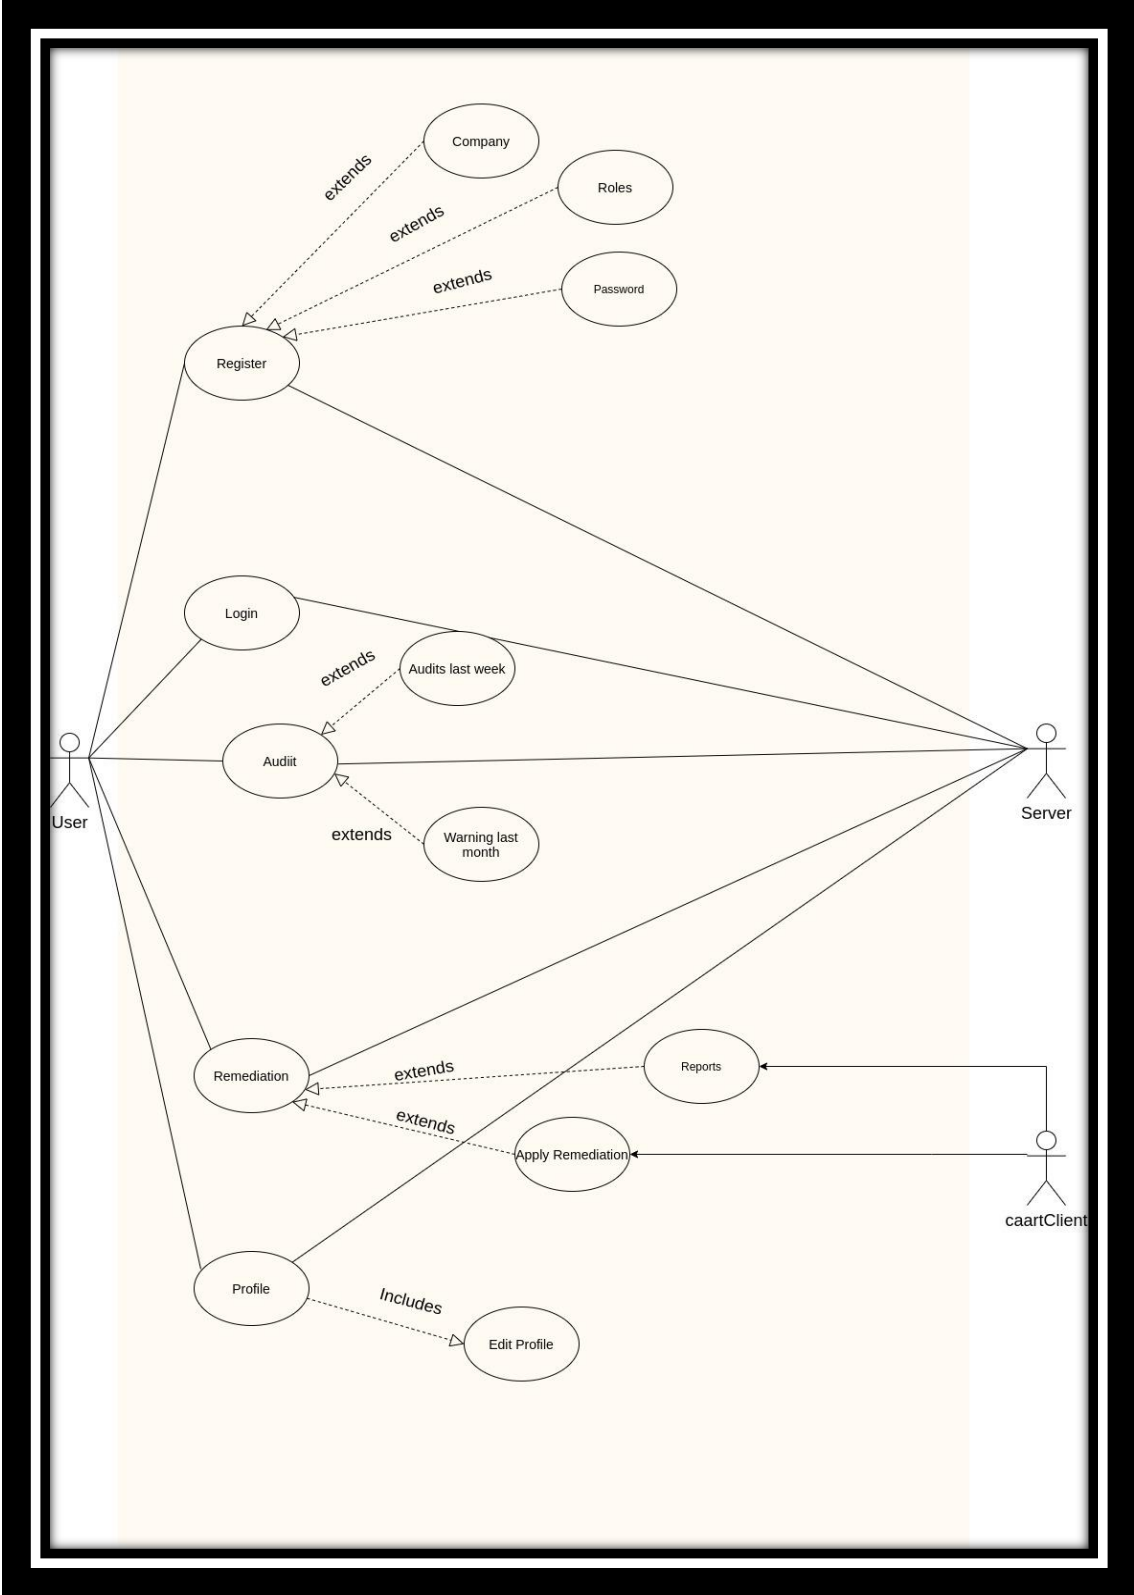 Company
extends
Roles
extends
extends
Password
Register
Login
extends
Audits last week
Audiit
User
Server
extends
Warning last
month
extends
Reports
Remediation
extends
Apply Remediation
caartClient
Profile
Includes
Edit Profile